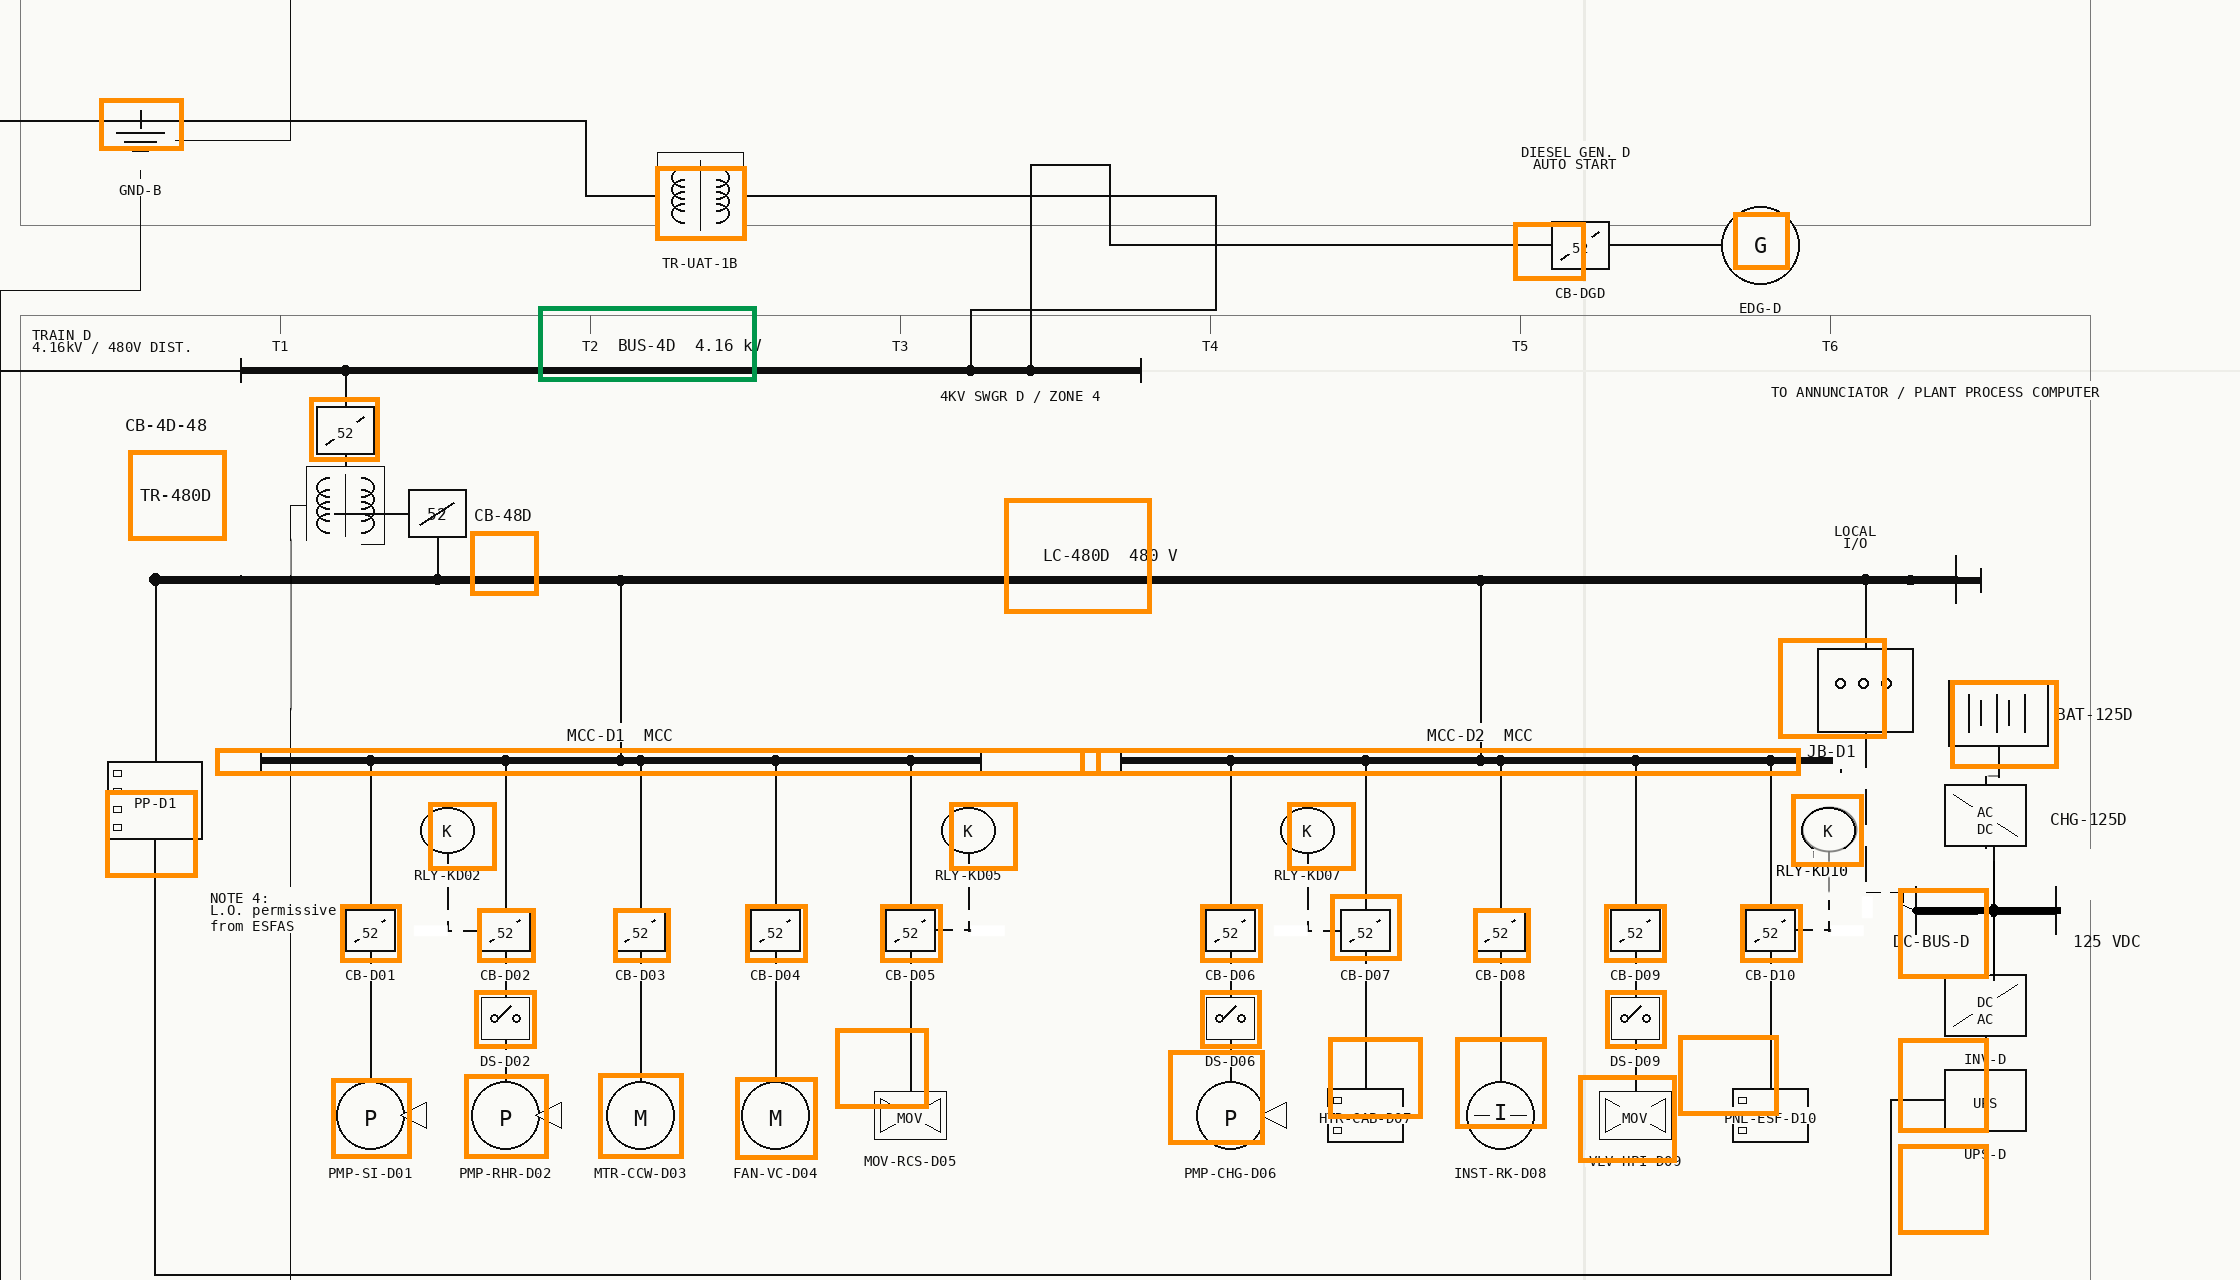 GND-B
TR-UAT-1B
DIESEL GEN. D
AUTO START
52
G
CB-DGD
EDG-D
TRAIN D
4.16kV / 480V DIST.
T1
T2
BUS-4D 4.16 kV
T3
T4
T5
T6
4KV SWGR D / ZONE 4
TO ANNUNCIATOR / PLANT PROCESS COMPUTER
CB-4D-48
52
TR-480D
52
CB-48D
LC-480D 480 V
LOCAL
I/O
MCC-D1 MCC
MCC-D2 MCC
JB-D1
BAT-125D
PP-D1
K
K
K
K
AC
DC
CHG-125D
RLY-KD02
RLY-KD05
RLY-KD07
RLY-KD10
NOTE 4:
L.O. permissive
from ESFAS
52
52
52
52
52
52
52
52
52
52
DC-BUS-D
125 VDC
CB-D01
CB-D02
CB-D03
CB-D04
CB-D05
CB-D06
CB-D07
CB-D08
CB-D09
CB-D10
DC
AC
DS-D02
DS-D06
DS-D09
INV-D
P
P
M
M
MOV
P
HTR-CAB-D07
I
MOV
PNL-ESF-D10
UPS
UPS-D
PMP-SI-D01
PMP-RHR-D02
MTR-CCW-D03
FAN-VC-D04
MOV-RCS-D05
PMP-CHG-D06
INST-RK-D08
VLV-HPI-D09